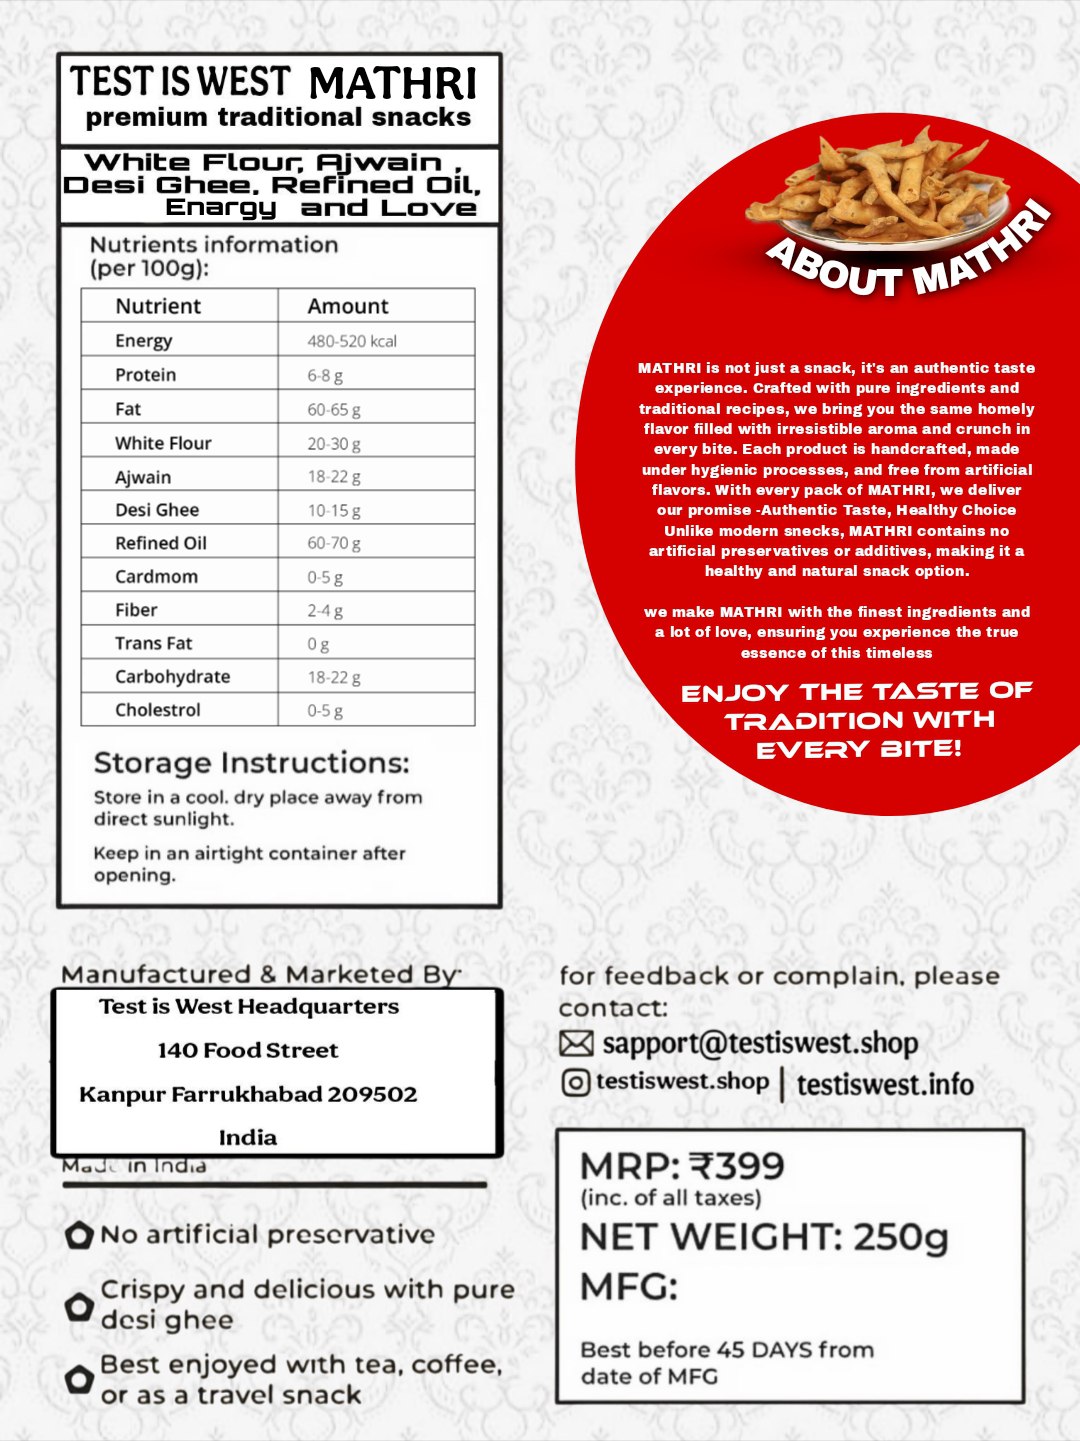 TEST IS WEST MATHRI
premium traditional snacks
White Flour, Ajwain ,
Desi Ghee, Refined Oil,
Enargy and Love
Nutrients information
(per 100g):
Nutrient Amount
Energy 480-520 kcal
Protein 6-8 g
Fat 60-65 g
White Flour 20-30 g
Ajwain 18-22 g
Desi Ghee 10-15 g
Refined Oil 60-70 g
Cardmom 0-5 g
Fiber 2-4 g
Trans Fat 0 g
Carbohydrate 18-22 g
Cholestrol 0-5 g
Storage Instructions:
Store in a cool. dry place away from
direct sunlight.
Keep in an airtight container after
opening.
ABOUT MATHRI
MATHRI is not just a snack, it's an authentic taste
experience. Crafted with pure ingredients and
traditional recipes, we bring you the same homely
flavor filled with irresistible aroma and crunch in
every bite. Each product is handcrafted, made
under hygienic processes, and free from artificial
flavors. With every pack of MATHRI, we deliver
our promise -Authentic Taste, Healthy Choice
Unlike modern snecks, MATHRI contains no
artificial preservatives or additives, making it a
healthy and natural snack option.
we make MATHRI with the finest ingredients and
a lot of love, ensuring you experience the true
essence of this timeless
ENJOY THE TASTE OF
TRADITION WITH
EVERY BITE!
Manufactured & Marketed By:
Test is West Headquarters
140 Food Street
Kanpur Farrukhabad 209502
India
Made in India
No artificial preservative
Crispy and delicious with pure
desi ghee
Best enjoyed with tea, coffee,
or as a travel snack
for feedback or complain, please
contact:
sapport@testiswest.shop
testiswest.shop | testiswest.info
MRP: ₹399
(inc. of all taxes)
NET WEIGHT: 250g
MFG:
Best before 45 DAYS from
date of MFG